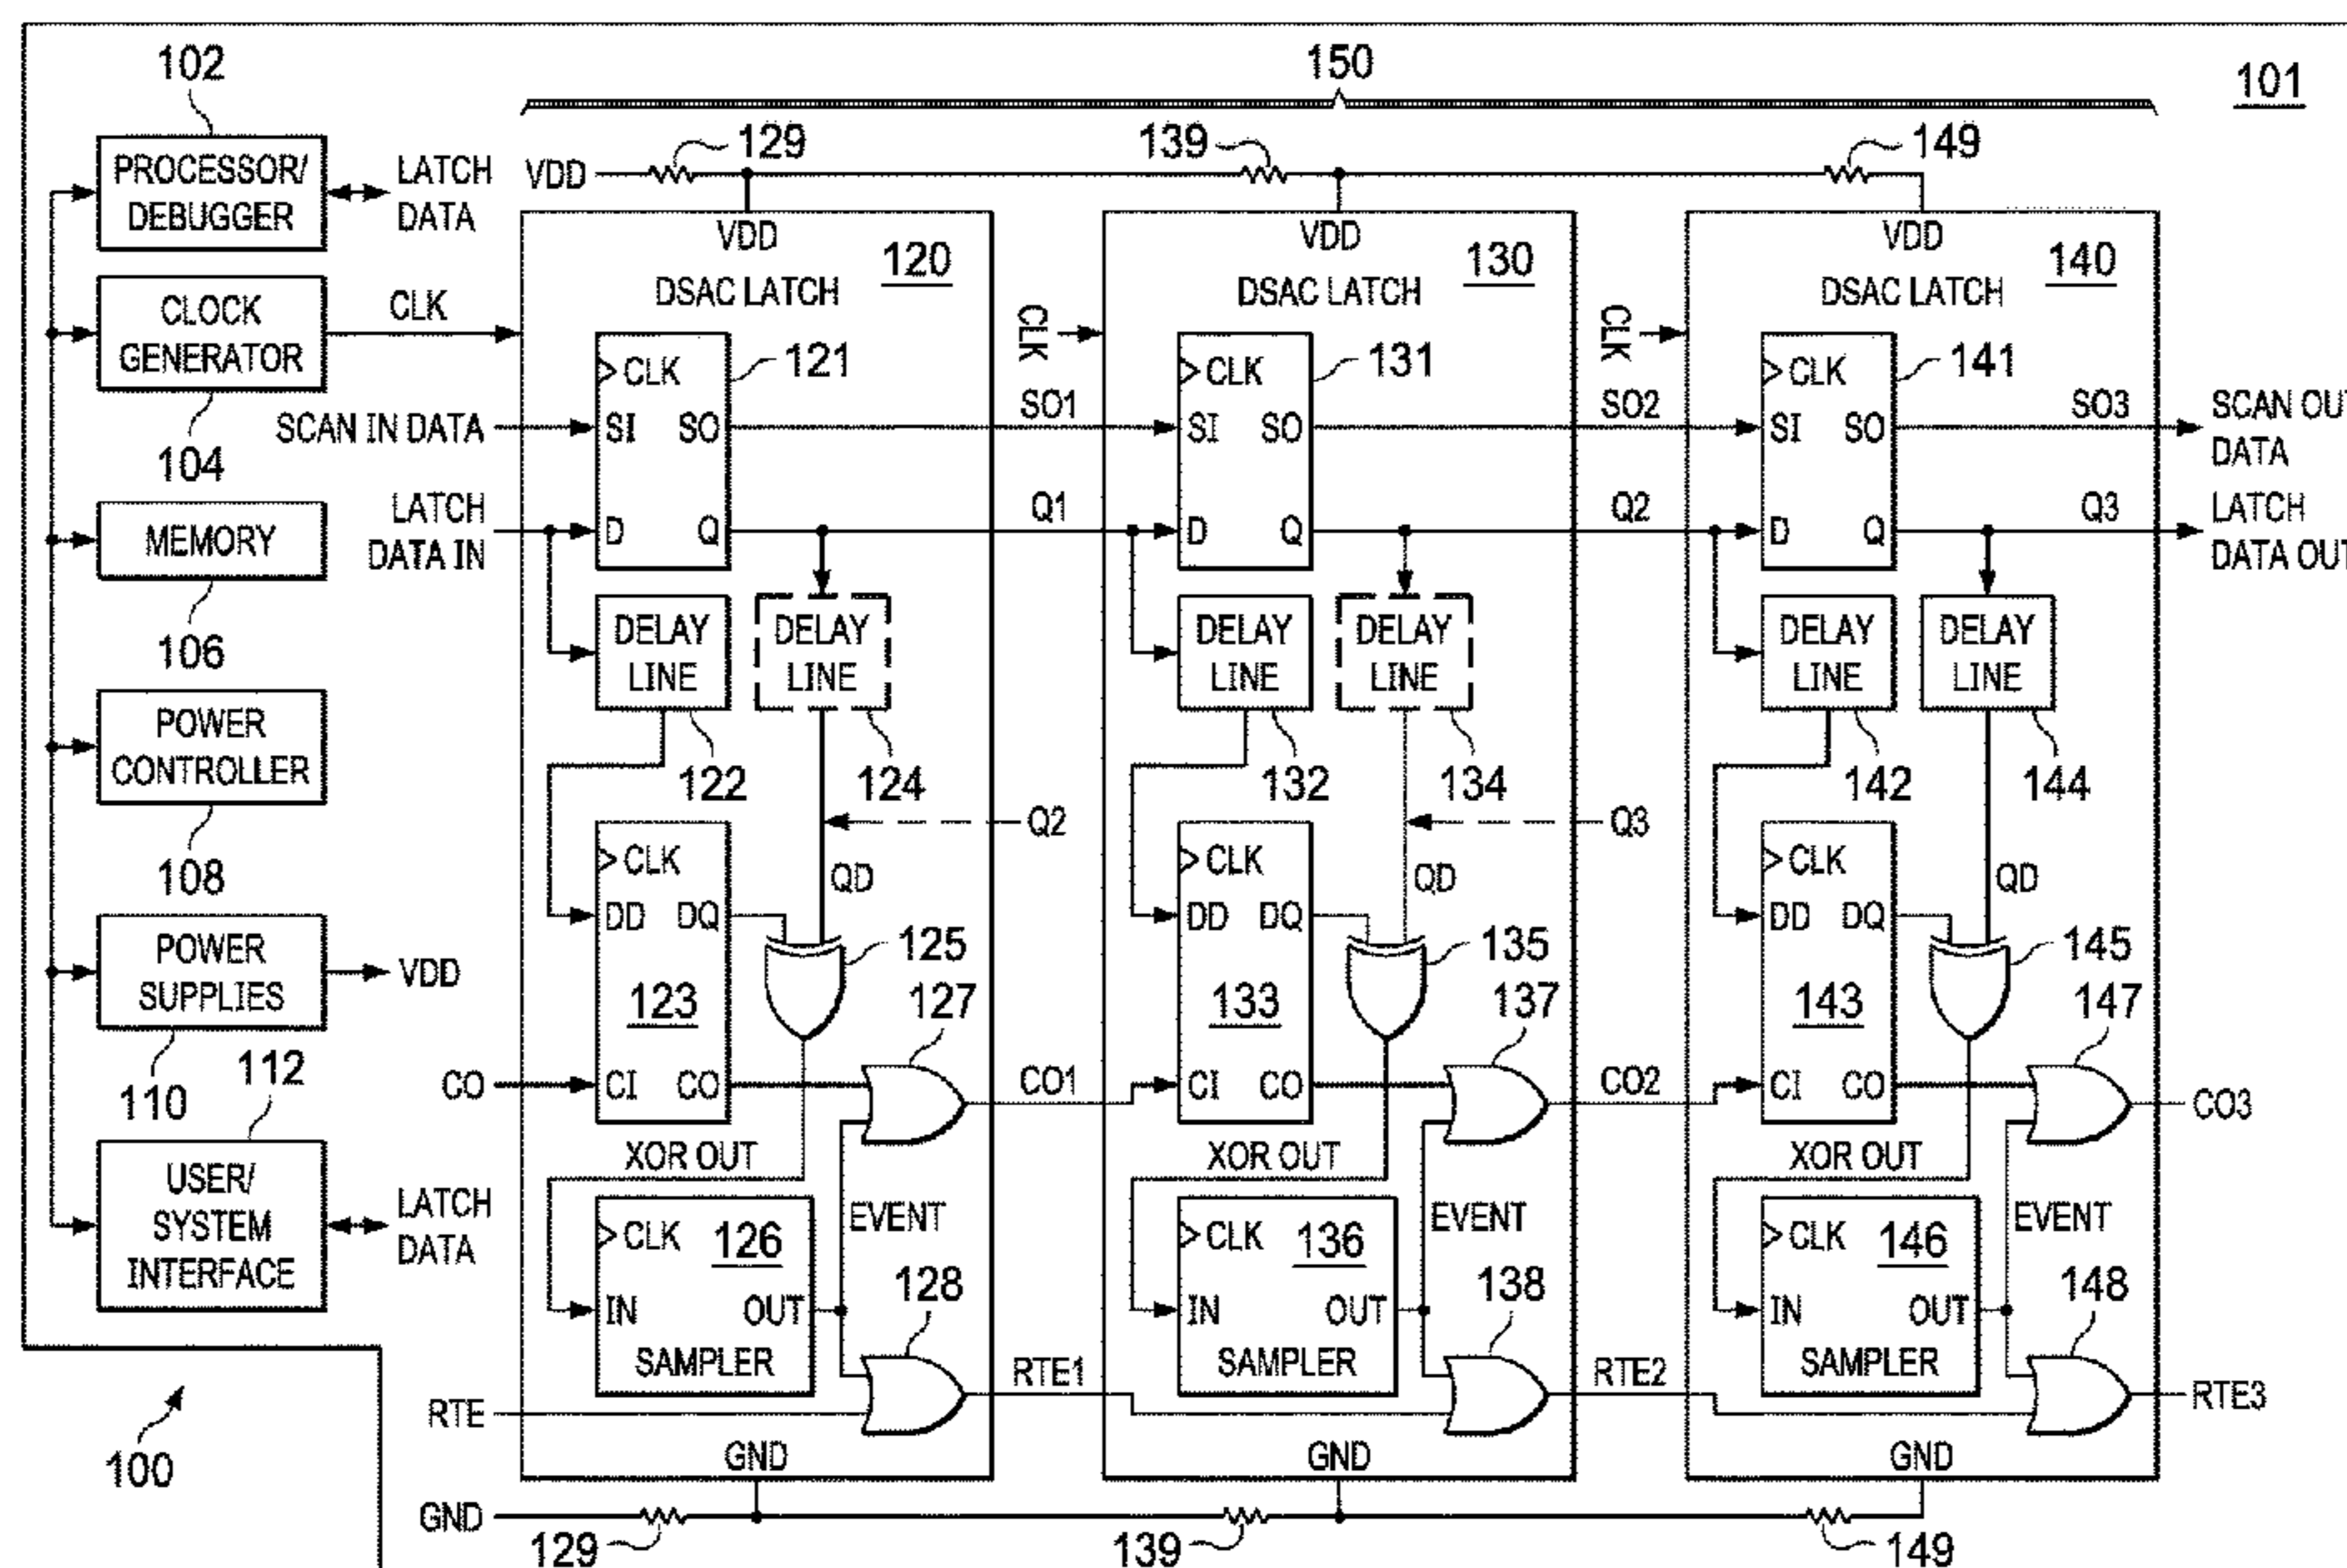 102
150
101
129
139
149
PROCESSOR/
DEBUGGER
LATCH
DATA
VDD
VDD
VDD
VDD
120
130
140
DSAC LATCH
DSAC LATCH
DSAC LATCH
CLOCK
GENERATOR
CLK
CLK
CLK
CLK
121
CLK
131
CLK
141
104
SCAN IN DATA
SI
SO
SO1
SI
SO
SO2
SI
SO
SO3
DATA
MEMORY
106
LATCH
DATA IN
D
Q
Q1
D
Q
Q2
D
Q
Q3
LATCH
DATA
DELAY
LINE
DELAY
LINE
DELAY
LINE
DELAY
LINE
DELAY
LINE
DELAY
LINE
122
124
132
134
142
144
POWER
CONTROLLER
108
Q2
Q3
CLK
QD
CLK
QD
CLK
QD
DD
DQ
125
DD
DQ
135
DD
DQ
145
POWER
SUPPLIES
VDD
110
123
127
133
137
143
147
CO
CI
CO
CO1
CI
CO
CO2
CI
CO
CO3
112
XOR OUT
XOR OUT
XOR OUT
USER/
SYSTEM
INTERFACE
LATCH
DATA
CLK
126
EVENT
CLK
136
EVENT
CLK
146
EVENT
IN
OUT
128
IN
OUT
138
IN
OUT
148
SAMPLER
SAMPLER
SAMPLER
RTE
RTE1
RTE2
RTE3
100
GND
GND
GND
GND
129
139
149